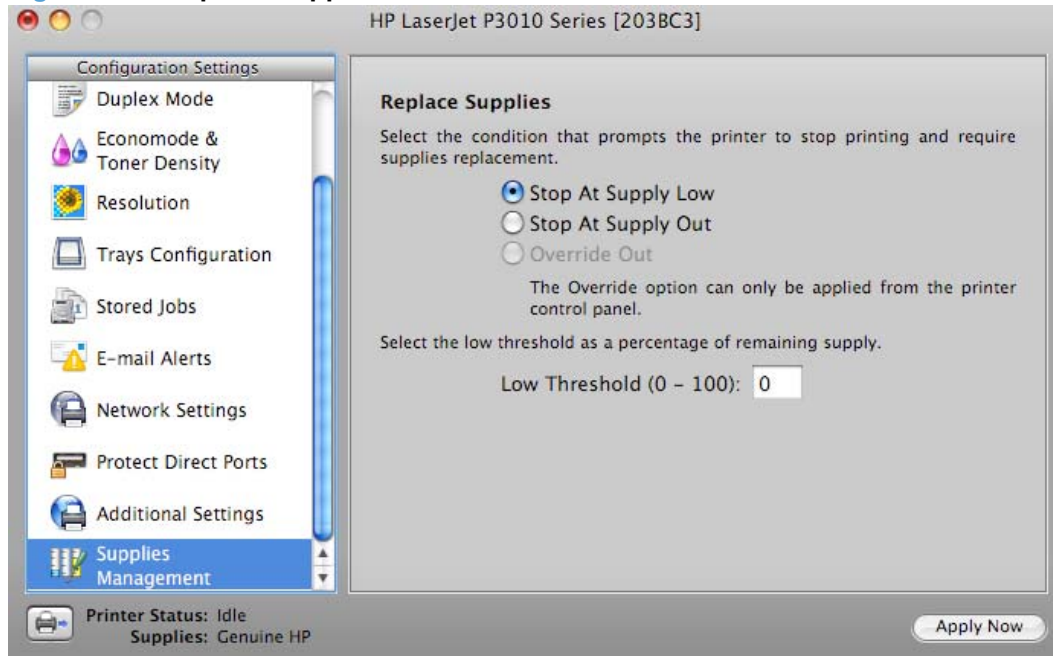 HP LaserJet P3010 Series [203BC3]
Configuration Settings
Duplex Mode
Economode &
Toner Density
Resolution
Trays Configuration
Stored Jobs
E-mail Alerts
Network Settings
Protect Direct Ports
Additional Settings
Supplies
Management
Replace Supplies
Select the condition that prompts the printer to stop printing and require
supplies replacement.
Stop At Supply Low
Stop At Supply Out
Override Out
The Override option can only be applied from the printer
control panel.
Select the low threshold as a percentage of remaining supply.
Low Threshold (0 – 100): 0
Printer Status: Idle
Supplies: Genuine HP
Apply Now